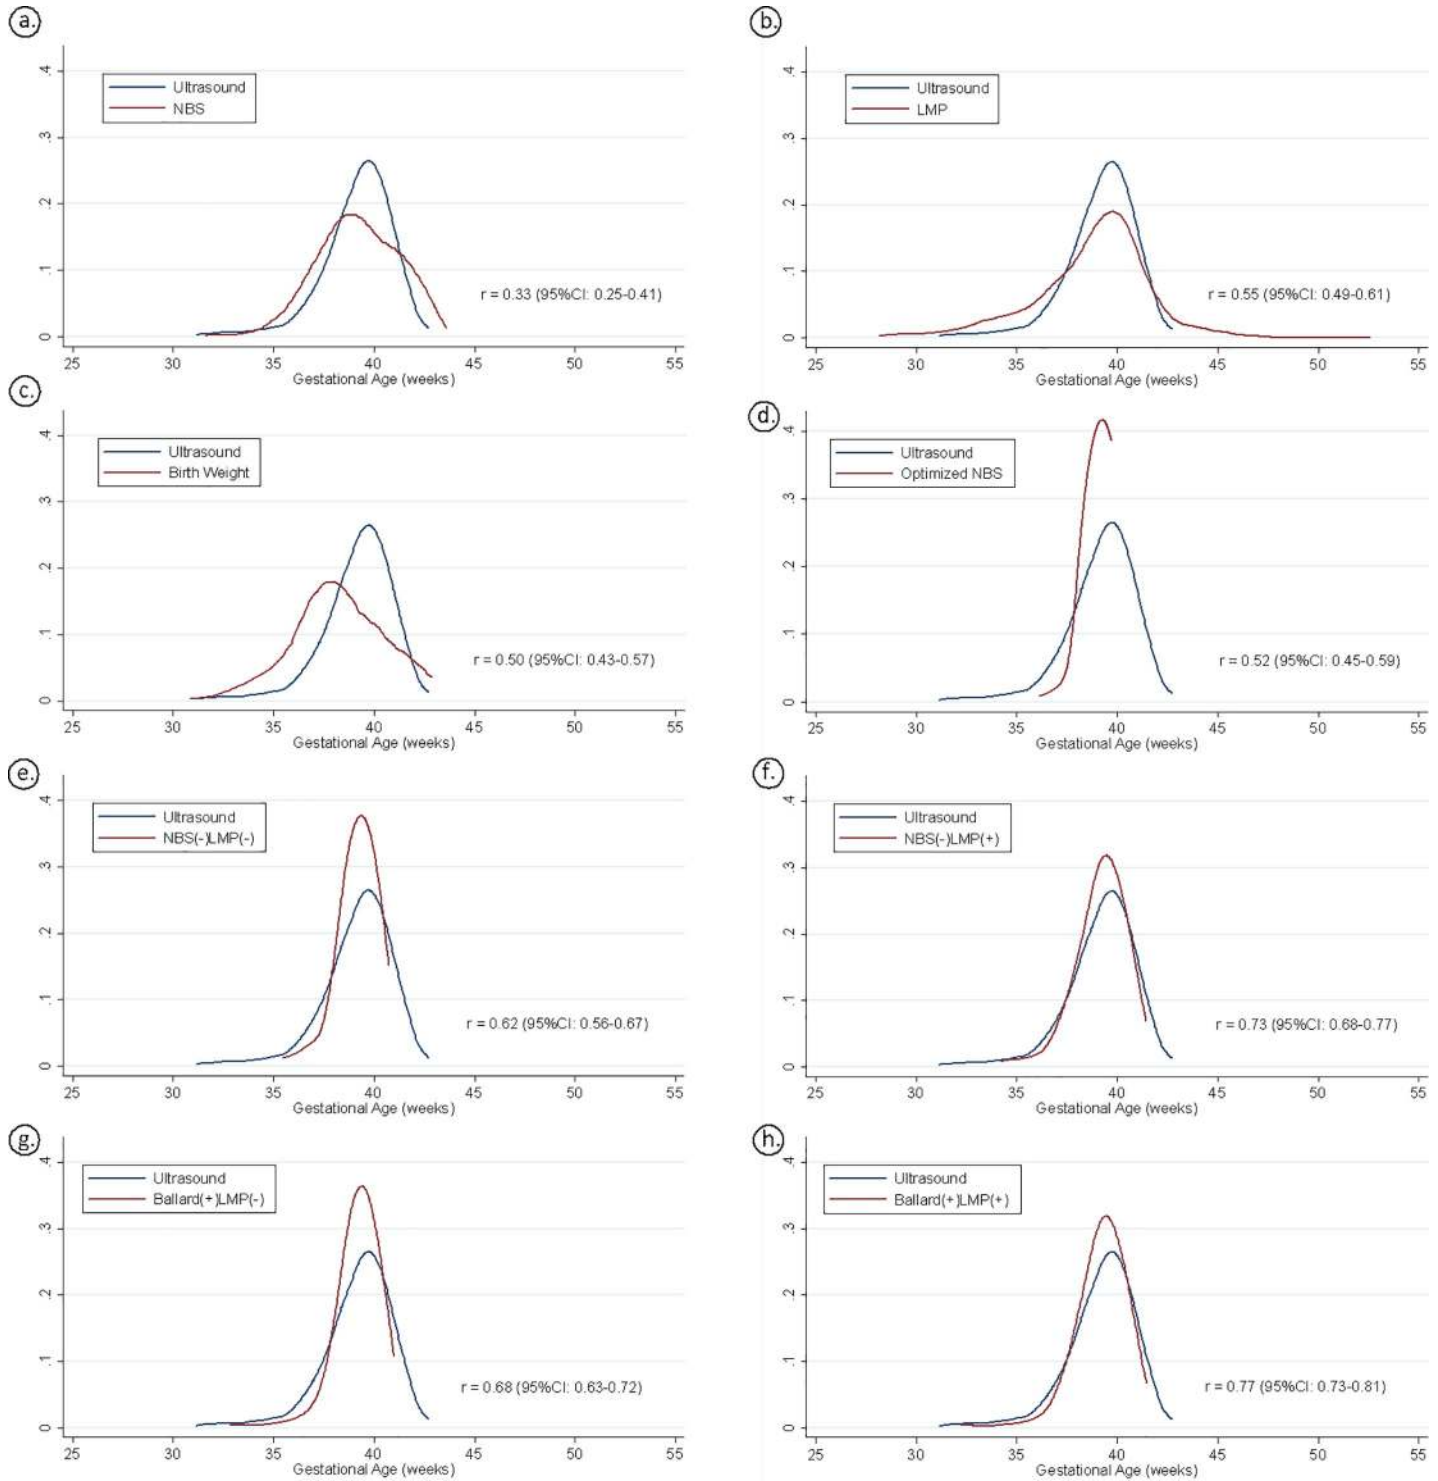 a.
.4
.3
.2
.1
0
Ultrasound
NBS
r = 0.33 (95%CI: 0.25-0.41)
25 30 35 40 45 50 55
Gestational Age (weeks)
b.
.4
.3
.2
.1
0
Ultrasound
LMP
r = 0.55 (95%CI: 0.49-0.61)
25 30 35 40 45 50 55
Gestational Age (weeks)
c.
.4
.3
.2
.1
0
Ultrasound
Birth Weight
r = 0.50 (95%CI: 0.43-0.57)
25 30 35 40 45 50 55
Gestational Age (weeks)
d.
.4
.3
.2
.1
0
Ultrasound
Optimized NBS
r = 0.52 (95%CI: 0.45-0.59)
25 30 35 40 45 50 55
Gestational Age (weeks)
e.
.4
.3
.2
.1
0
Ultrasound
NBS(-)LMP(-)
r = 0.62 (95%CI: 0.56-0.67)
25 30 35 40 45 50 55
Gestational Age (weeks)
f.
.4
.3
.2
.1
0
Ultrasound
NBS(-)LMP(+)
r = 0.73 (95%CI: 0.68-0.77)
25 30 35 40 45 50 55
Gestational Age (weeks)
g.
.4
.3
.2
.1
0
Ultrasound
Ballard(+)LMP(-)
r = 0.68 (95%CI: 0.63-0.72)
25 30 35 40 45 50 55
Gestational Age (weeks)
h.
.4
.3
.2
.1
0
Ultrasound
Ballard(+)LMP(+)
r = 0.77 (95%CI: 0.73-0.81)
25 30 35 40 45 50 55
Gestational Age (weeks)